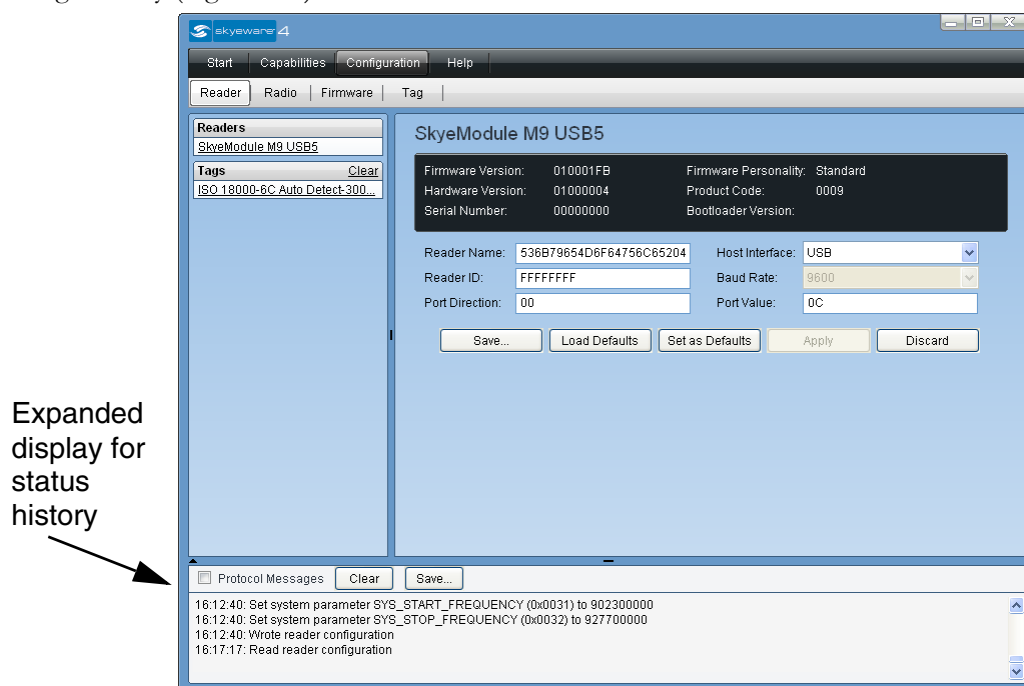 skyeware 4
Start Capabilities Configuration Help
Reader Radio Firmware Tag
Readers
SkyeModule M9 USB5
Tags Clear
ISO 18000-6C Auto Detect-300...
SkyeModule M9 USB5
Firmware Version: 010001FB Firmware Personality: Standard
Hardware Version: 01000004 Product Code: 0009
Serial Number: 00000000 Bootloader Version:
Reader Name: 536B79654D6F64756C65204 Host Interface: USB
Reader ID: FFFFFFFF Baud Rate: 9600
Port Direction: 00 Port Value: 0C
Save... Load Defaults Set as Defaults Apply Discard
Expanded
display for
status
history
Protocol Messages Clear Save...
16:12:40: Set system parameter SYS_START_FREQUENCY (0x0031) to 902300000
16:12:40: Set system parameter SYS_STOP_FREQUENCY (0x0032) to 927700000
16:12:40: Wrote reader configuration
16:17:17: Read reader configuration